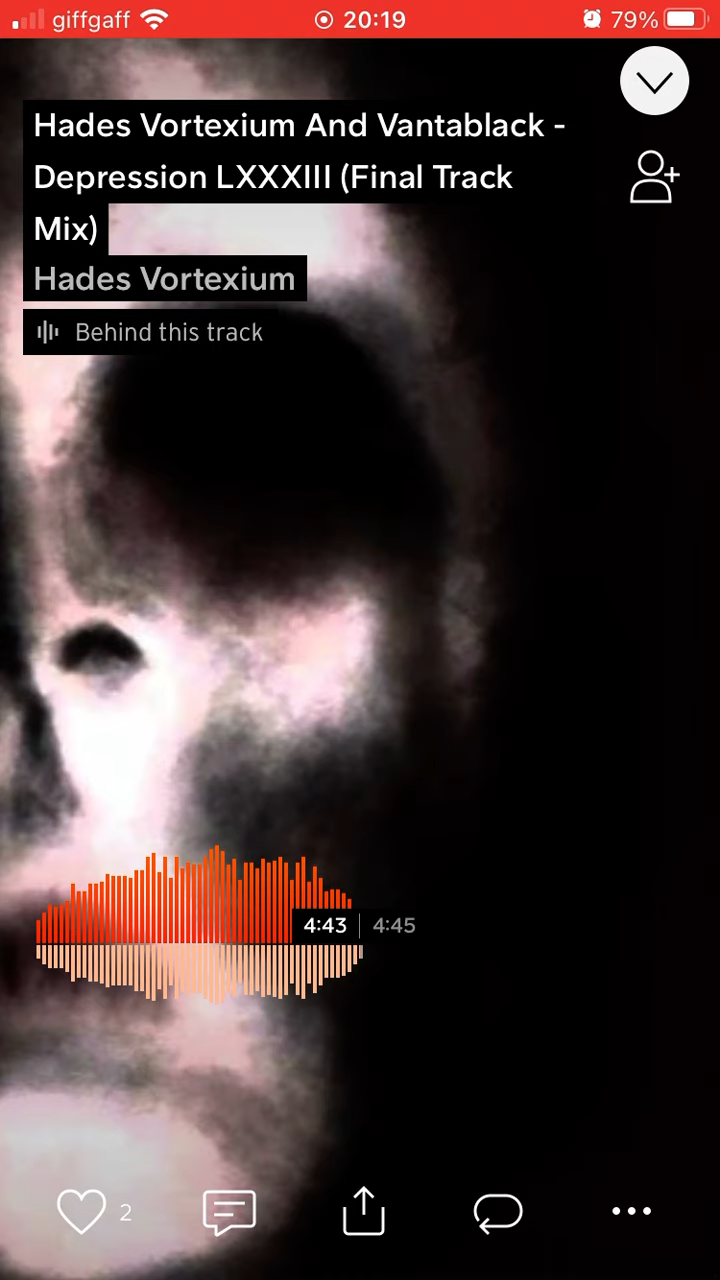 giffgaff 20:19 79%
Hades Vortexium And Vantablack -
Depression LXXXIII (Final Track
Mix)
Hades Vortexium
Behind this track
4:43 4:45
2